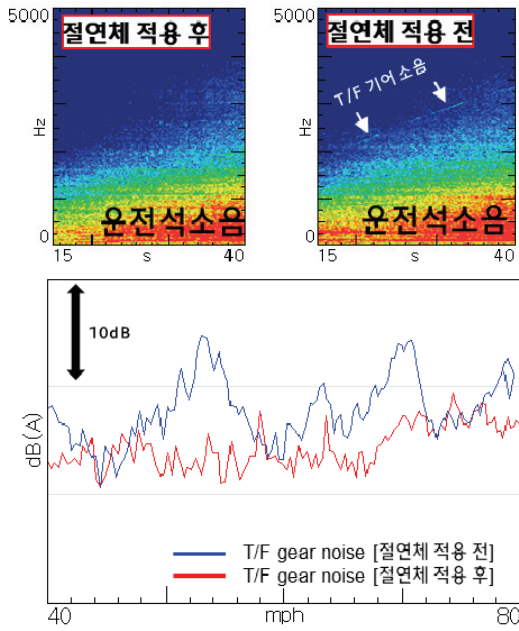 5000
절연체 적용 후
Hz
0
운전석소음
15
s
40
5000
절연체 적용 전
T/F 기어 소음
Hz
0
운전석소음
15
s
40
10dB
dB(A)
T/F gear noise [절연체 적용 전]
T/F gear noise [절연체 적용 후]
40
mph
80